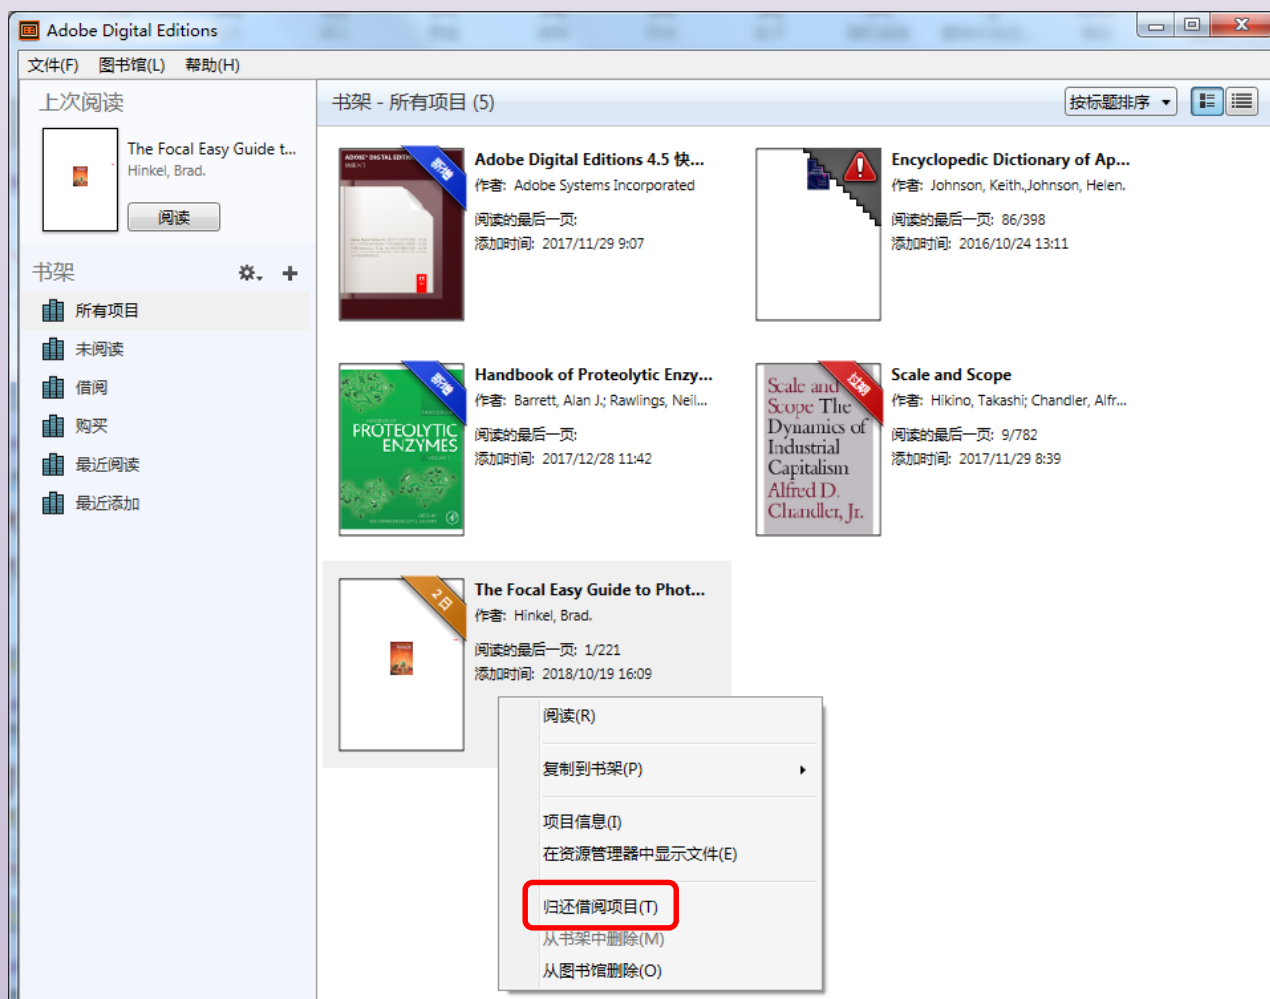 Adobe Digital Editions
文件(F) 图书馆(L) 帮助(H)
上次阅读
The Focal Easy Guide t...
Hinkel, Brad.
阅读
书架
所有项目
未阅读
借阅
购买
最近阅读
最近添加
书架 - 所有项目 (5)
按标题排序
新增
Adobe Digital Editions 4.5 快...
作者: Adobe Systems Incorporated
阅读的最后一页:
添加时间: 2017/11/29 9:07
Encyclopedic Dictionary of Ap...
作者: Johnson, Keith.,Johnson, Helen.
阅读的最后一页: 86/398
添加时间: 2016/10/24 13:11
新增
PROTEOLYTIC
ENZYMES
Handbook of Proteolytic Enzy...
作者: Barrett, Alan J.; Rawlings, Neil...
阅读的最后一页:
添加时间: 2017/12/28 11:42
过期
Scale and
Scope The
Dynamics of
Industrial
Capitalism
Alfred D.
Chandler, Jr.
Scale and Scope
作者: Hikino, Takashi; Chandler, Alfr...
阅读的最后一页: 9/782
添加时间: 2017/11/29 8:39
2 日
The Focal Easy Guide to Phot...
作者: Hinkel, Brad.
阅读的最后一页: 1/221
添加时间: 2018/10/19 16:09
阅读(R)
复制到书架(P)
项目信息(I)
在资源管理器中显示文件(E)
归还借阅项目(T)
从书架中删除(M)
从图书馆删除(O)